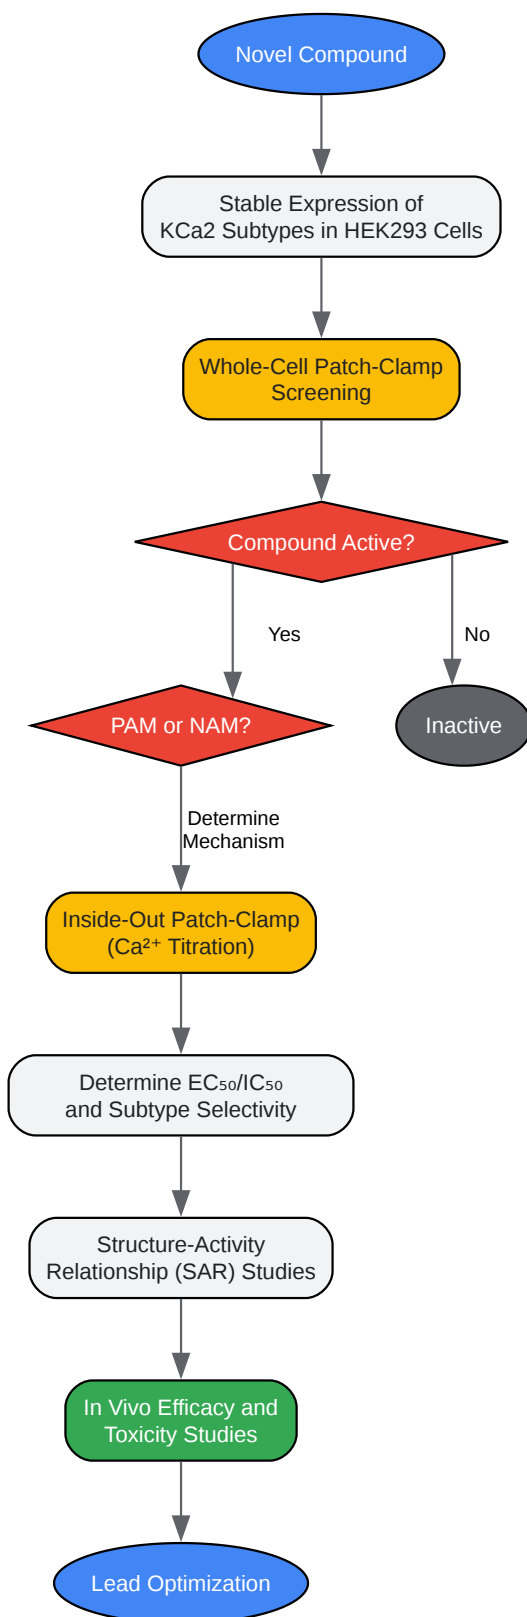 Novel Compound
Stable Expression of
KCa2 Subtypes in HEK293 Cells
Whole-Cell Patch-Clamp
Screening
Compound Active?
Yes
No
PAM or NAM?
Inactive
Determine
Mechanism
Inside-Out Patch-Clamp
(Ca²⁺ Titration)
Determine EC₅₀/IC₅₀
and Subtype Selectivity
Structure-Activity
Relationship (SAR) Studies
In Vivo Efficacy and
Toxicity Studies
Lead Optimization